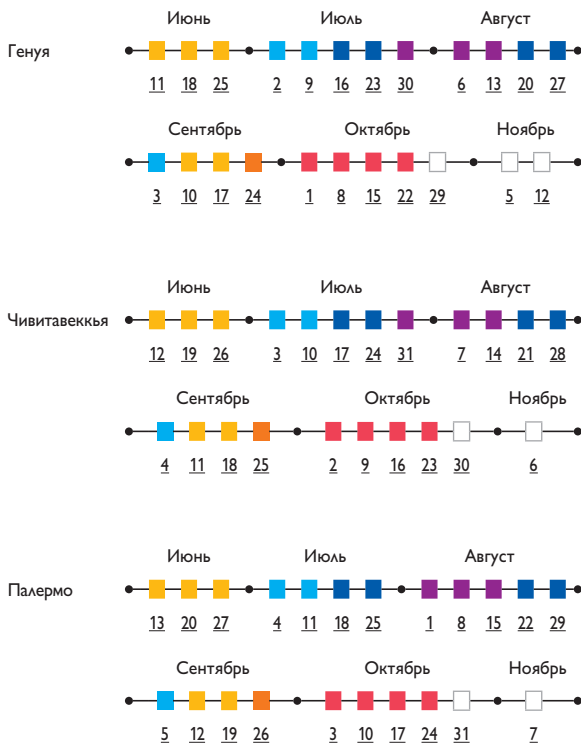 Июнь Июль Август
Генуя
11 18 25 2 9 16 23 30 6 13 20 27
Сентябрь Октябрь Ноябрь
3 10 17 24 1 8 15 22 29 5 12
Июнь Июль Август
Чивитавеккья
12 19 26 3 10 17 24 31 7 14 21 28
Сентябрь Октябрь Ноябрь
4 11 18 25 2 9 16 23 30 6
Июнь Июль Август
Палермо
13 20 27 4 11 18 25 1 8 15 22 29
Сентябрь Октябрь Ноябрь
5 12 19 26 3 10 17 24 31 7